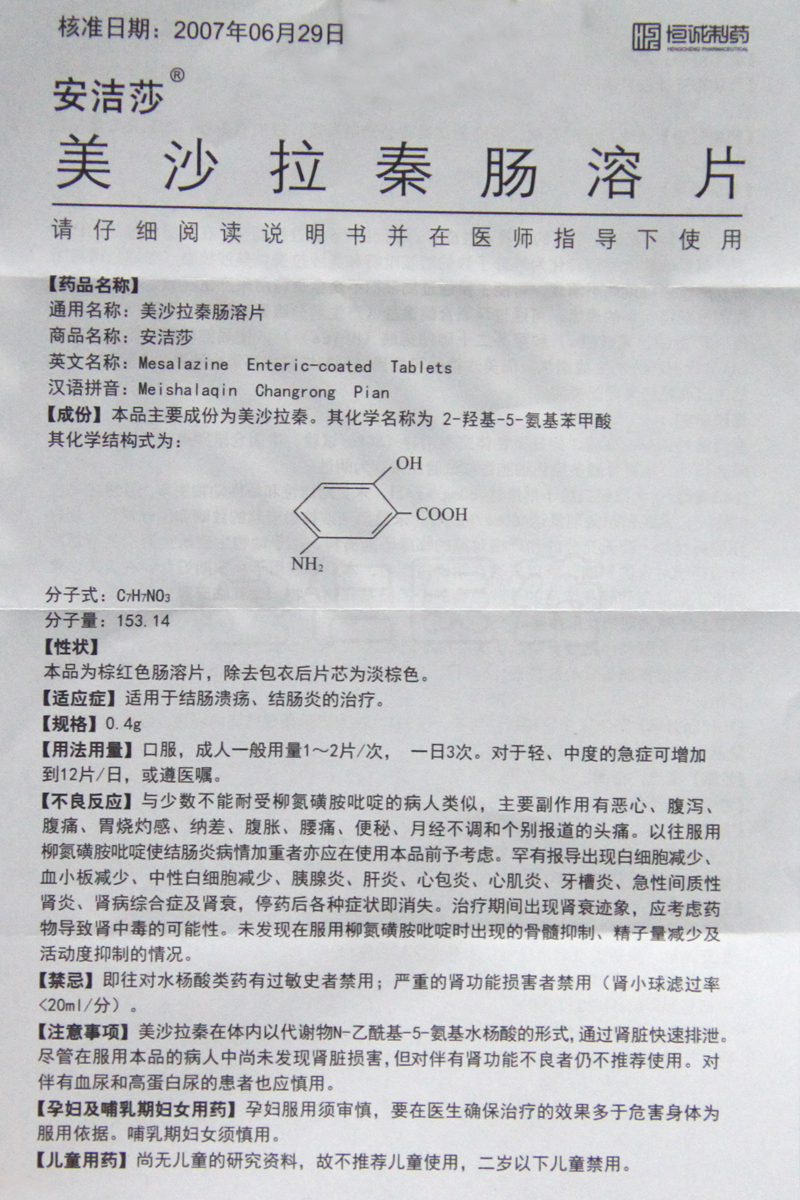 核准日期：2007年06月29日
恒诚制药
HENGCHENG PHARMACEUTICAL
安洁莎®
美沙拉秦肠溶片
请仔细阅读说明书并在医师指导下使用
【药品名称】
通用名称：美沙拉秦肠溶片
商品名称：安洁莎
英文名称：Mesalazine Enteric-coated Tablets
汉语拼音：Meishalaqin Changrong Pian
【成份】本品主要成份为美沙拉秦。其化学名称为 2-羟基-5-氨基苯甲酸
其化学结构式为：
OH
COOH
NH₂
分子式：C₇H₇NO₃
分子量：153.14
【性状】
本品为棕红色肠溶片，除去包衣后片芯为淡棕色。
【适应症】适用于结肠溃疡、结肠炎的治疗。
【规格】0.4g
【用法用量】口服，成人一般用量1～2片/次， 一日3次。对于轻、中度的急症可增加
到12片/日，或遵医嘱。
【不良反应】与少数不能耐受柳氮磺胺吡啶的病人类似，主要副作用有恶心、腹泻、
腹痛、胃烧灼感、纳差、腹胀、腰痛、便秘、月经不调和个别报道的头痛。以往服用
柳氮磺胺吡啶使结肠炎病情加重者亦应在使用本品前予考虑。罕有报导出现白细胞减少、
血小板减少、中性白细胞减少、胰腺炎、肝炎、心包炎、心肌炎、牙槽炎、急性间质性
肾炎、肾病综合症及肾衰，停药后各种症状即消失。治疗期间出现肾衰迹象，应考虑药
物导致肾中毒的可能性。未发现在服用柳氮磺胺吡啶时出现的骨髓抑制、精子量减少及
活动度抑制的情况。
【禁忌】即往对水杨酸类药有过敏史者禁用；严重的肾功能损害者禁用（肾小球滤过率
<20ml/分）。
【注意事项】美沙拉秦在体内以代谢物N-乙酰基-5-氨基水杨酸的形式,通过肾脏快速排泄。
尽管在服用本品的病人中尚未发现肾脏损害,但对伴有肾功能不良者仍不推荐使用。对
伴有血尿和高蛋白尿的患者也应慎用。
【孕妇及哺乳期妇女用药】孕妇服用须审慎，要在医生确保治疗的效果多于危害身体为
服用依据。哺乳期妇女须慎用。
【儿童用药】尚无儿童的研究资料，故不推荐儿童使用，二岁以下儿童禁用。